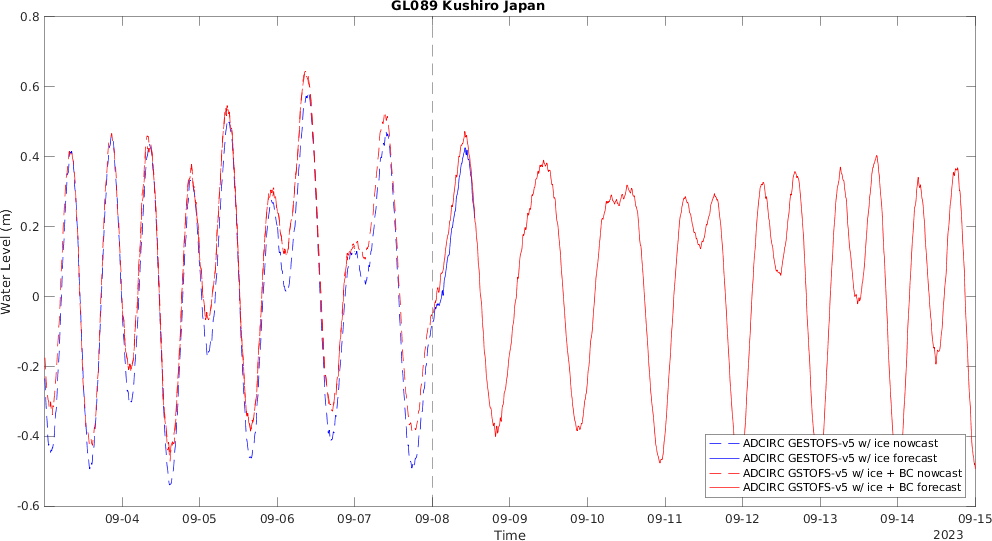 GL089 Kushiro Japan
0.8
0.6
0.4
0.2
0
-0.2
-0.4
-0.6
Water Level (m)
ADCIRC GESTOFS-v5 w/ ice nowcast
ADCIRC GESTOFS-v5 w/ ice forecast
ADCIRC GSTOFS-v5 w/ ice + BC nowcast
ADCIRC GSTOFS-v5 w/ ice + BC forecast
09-04 09-05 09-06 09-07 09-08 09-09 09-10 09-11 09-12 09-13 09-14 09-15
Time
2023